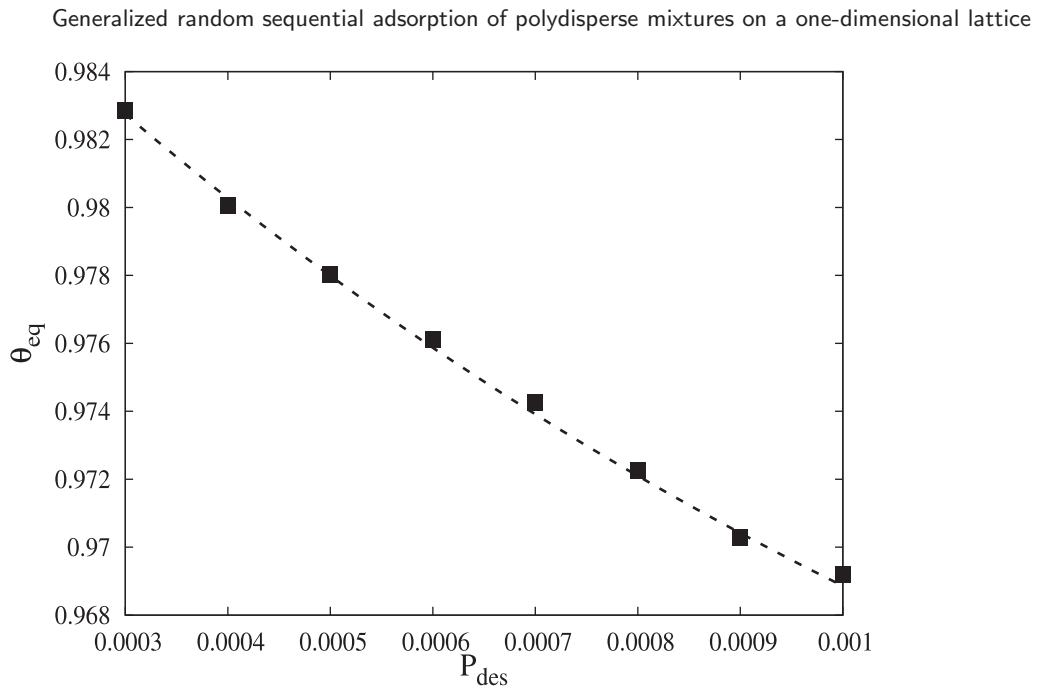 Generalized random sequential adsorption of polydisperse mixtures on a one-dimensional lattice
0.984
0.982
0.98
0.978
0.976
0.974
0.972
0.97
0.968
θeq
0.0003 0.0004 0.0005 0.0006 0.0007 0.0008 0.0009 0.001
Pdes